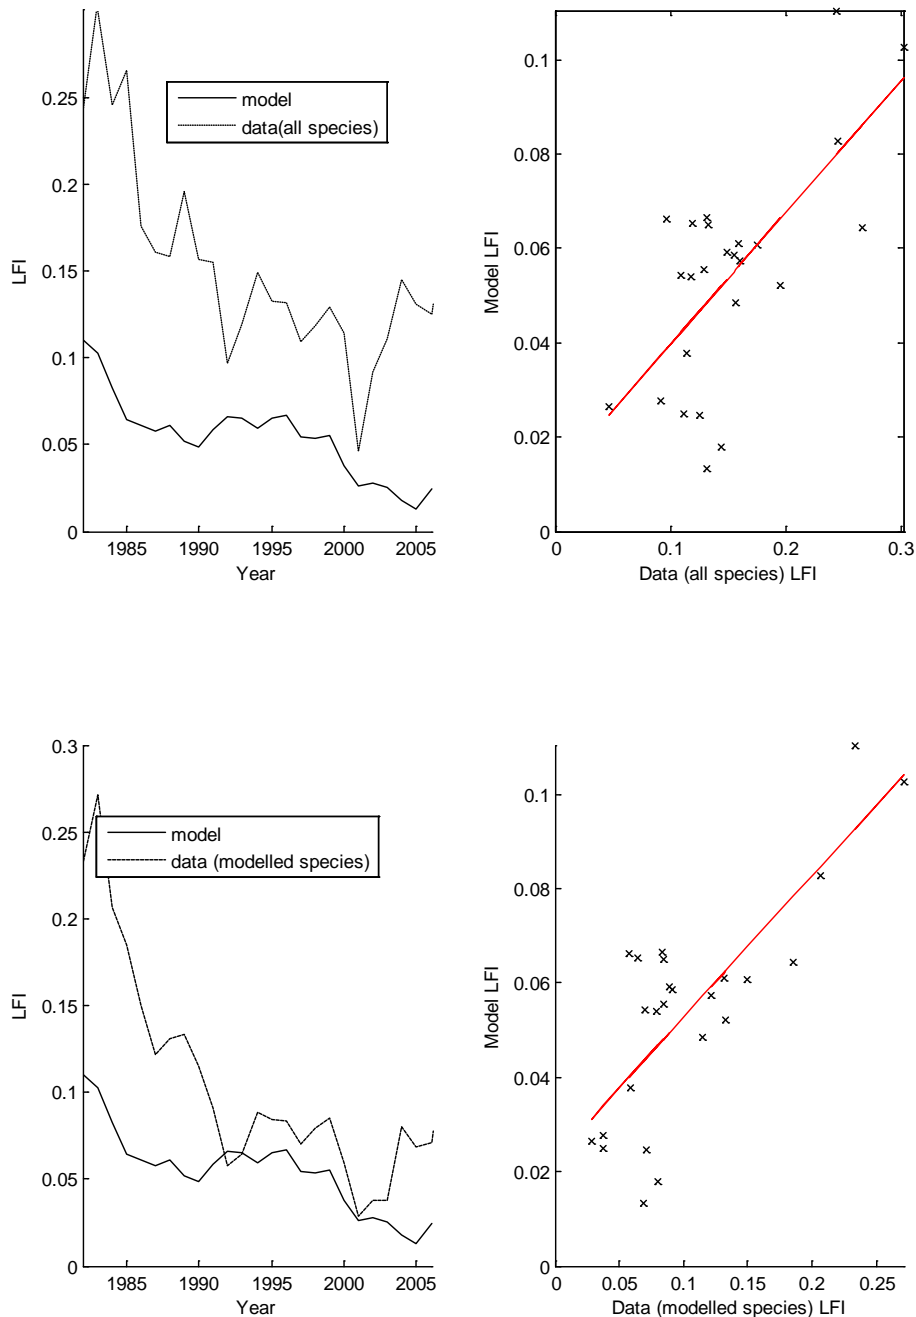 0.25
0.2
0.15
0.1
0.05
0
LFI
model
data(all species)
1985 1990 1995 2000 2005
Year
0.1
0.08
0.06
0.04
0.02
0
Model LFI
0 0.1 0.2 0.3
Data (all species) LFI
0.3
0.25
0.2
0.15
0.1
0.05
0
LFI
model
data (modelled species)
1985 1990 1995 2000 2005
Year
0.1
0.08
0.06
0.04
0.02
0
Model LFI
0 0.05 0.1 0.15 0.2 0.25
Data (modelled species) LFI